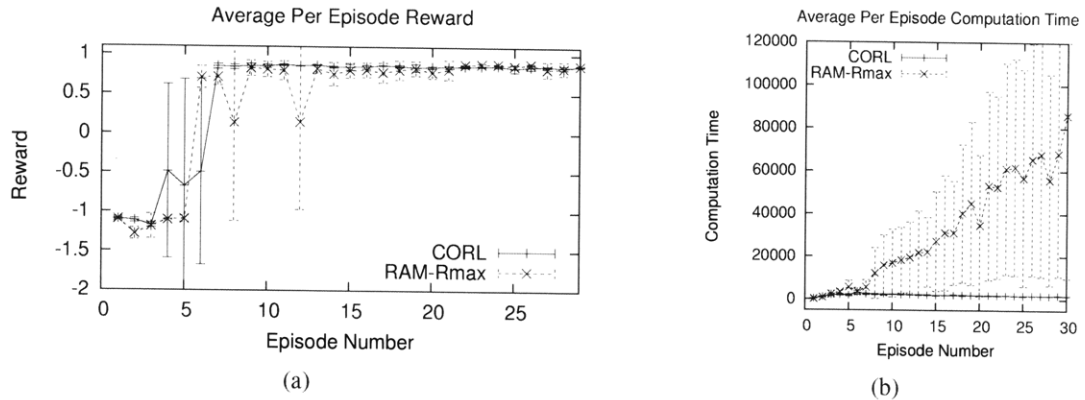 Average Per Episode Reward
1
0.5
0
-0.5
-1
-1.5
-2
Reward
CORL
RAM-Rmax
0 5 10 15 20 25
Episode Number
(a)
Average Per Episode Computation Time
120000
100000
80000
60000
40000
20000
0
Computation Time
CORL
RAM-Rmax
0 5 10 15 20 25 30
Episode Number
(b)